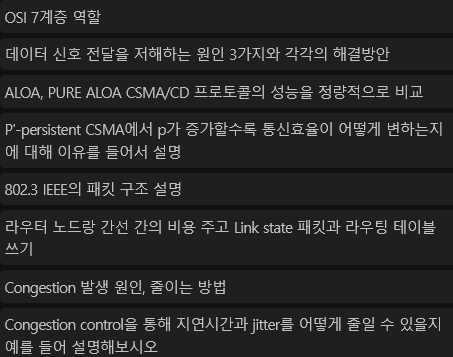 OSI 7계층 역할
데이터 신호 전달을 저해하는 원인 3가지와 각각의 해결방안
ALOA, PURE ALOA CSMA/CD 프로토콜의 성능을 정량적으로 비교
P'-persistent CSMA에서 p가 증가할수록 통신효율이 어떻게 변하는지
에 대해 이유를 들어서 설명
802.3 IEEE의 패킷 구조 설명
라우터 노드랑 간선 간의 비용 주고 Link state 패킷과 라우팅 테이블
쓰기
Congestion 발생 원인, 줄이는 방법
Congestion control을 통해 지연시간과 jitter를 어떻게 줄일 수 있을지
예를 들어 설명해보시오